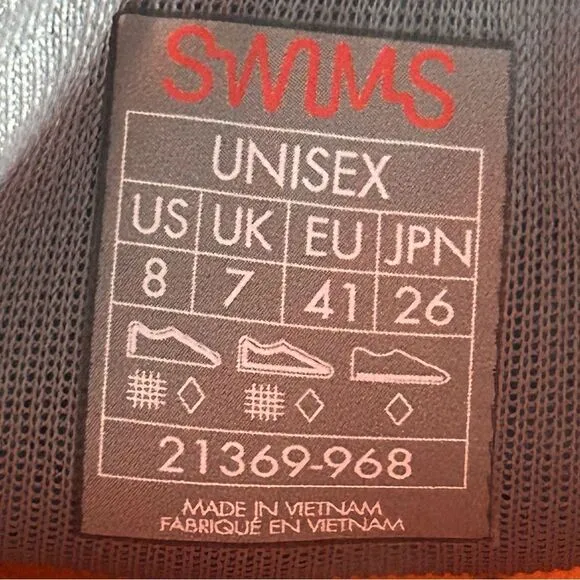 SWIMS
UNISEX
US UK EU JPN
8 7 41 26
21369-968
MADE IN VIETNAM
FABRIQUÉ EN VIETNAM